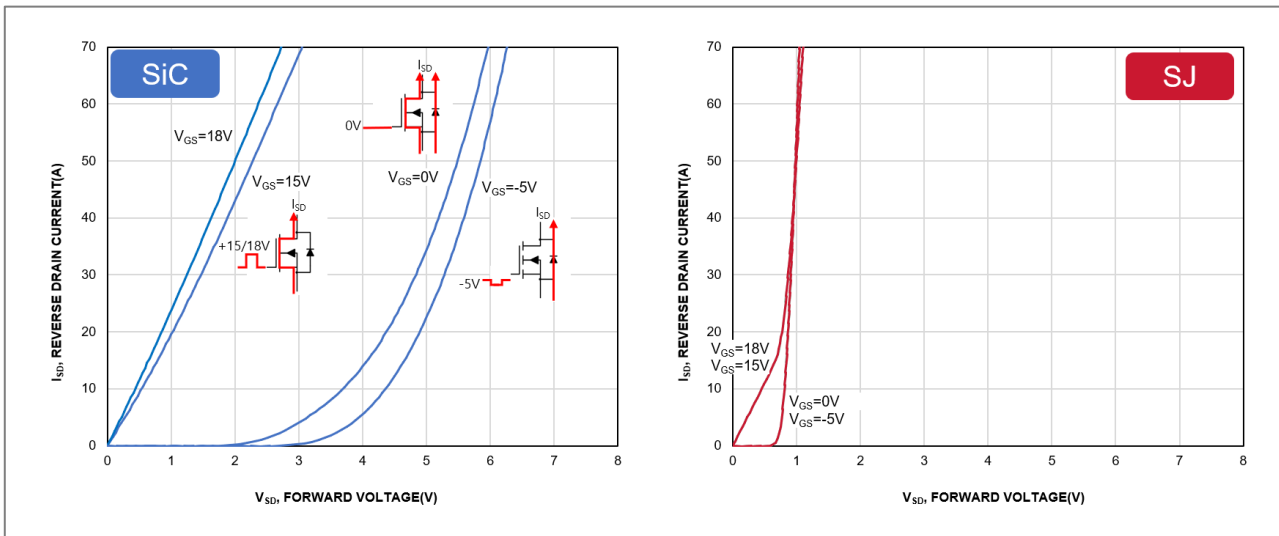 SiC
70
60
50
40
30
20
10
0
I_SD, REVERSE DRAIN CURRENT(A)
V_GS=18V
V_GS=15V
I_SD
+15/18V
I_SD
0V
V_GS=0V
V_GS=-5V
I_SD
-5V
0 1 2 3 4 5 6 7 8
V_SD, FORWARD VOLTAGE(V)
SJ
70
60
50
40
30
20
10
0
I_SD, REVERSE DRAIN CURRENT(A)
V_GS=18V
V_GS=15V
V_GS=0V
V_GS=-5V
0 1 2 3 4 5 6 7 8
V_SD, FORWARD VOLTAGE(V)